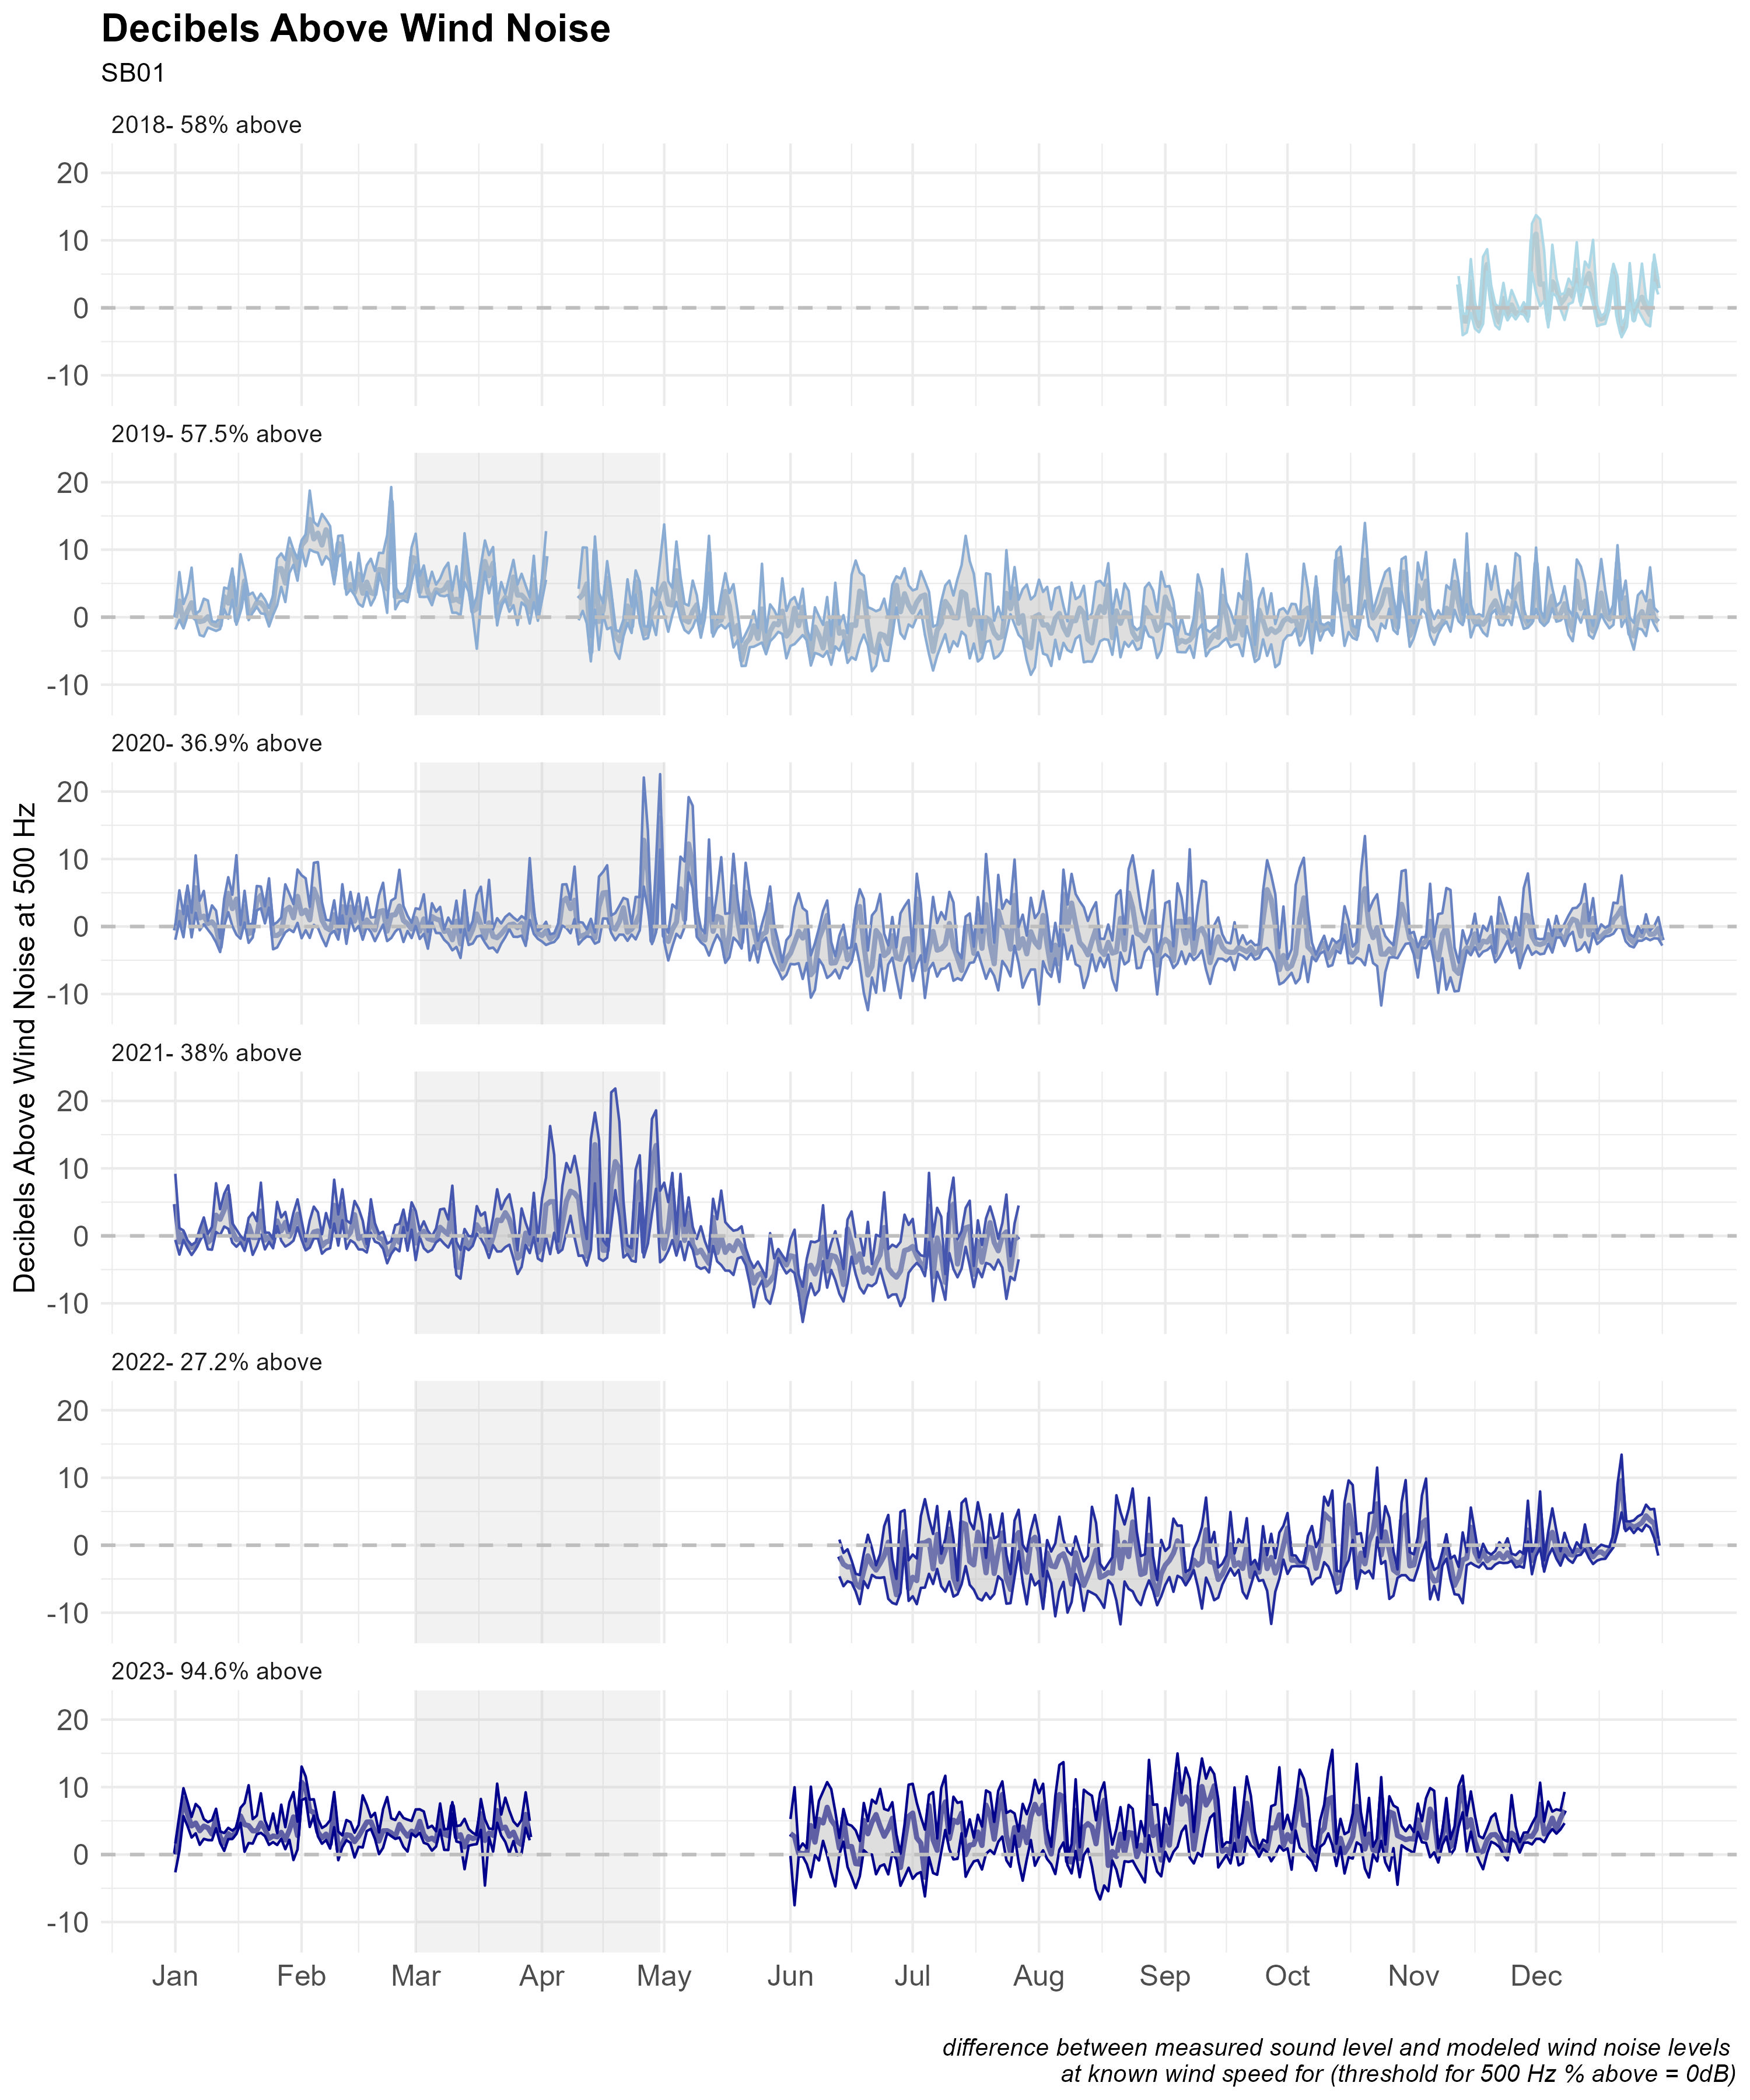 Decibels Above Wind Noise
SB01
2018- 58% above
20
10
0
-10
2019- 57.5% above
20
10
0
-10
2020- 36.9% above
20
10
0
-10
2021- 38% above
20
10
0
-10
2022- 27.2% above
20
10
0
-10
2023- 94.6% above
20
10
0
-10
Decibels Above Wind Noise at 500 Hz
Jan Feb Mar Apr May Jun Jul Aug Sep Oct Nov Dec
difference between measured sound level and modeled wind noise levels
at known wind speed for (threshold for 500 Hz % above = 0dB)